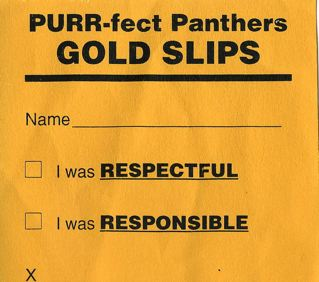 PURR-fect Panthers
GOLD SLIPS
Name
I was RESPECTFUL
I was RESPONSIBLE
X